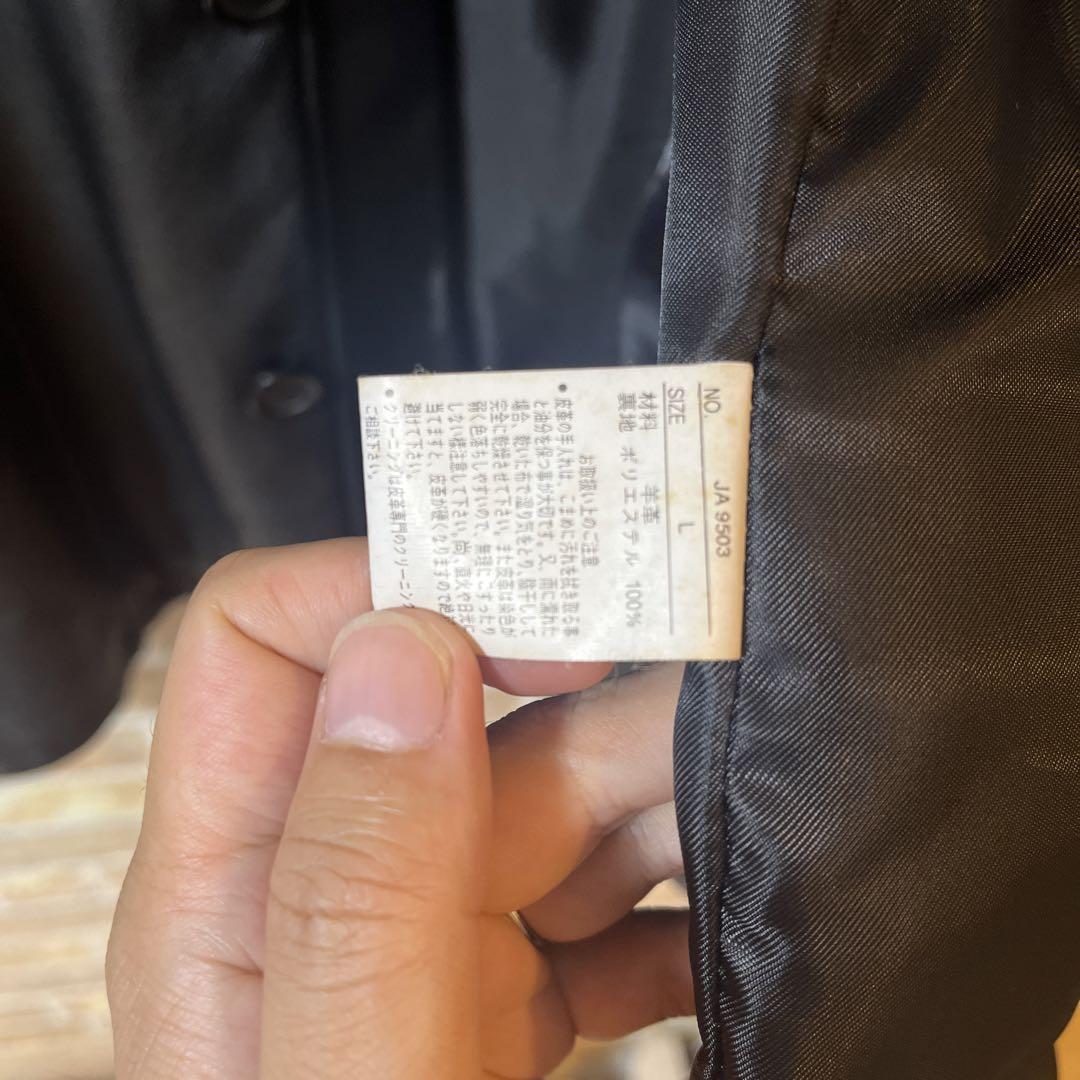 NO. JA 9503
SIZE L
材料 羊革
裏地 ポリエステル 100%
お取扱い上のご注意
● 皮革の手入れは、こまめに汚れを拭き取る事
と油分を保つ事が大切です。又、雨に濡れた
場合、乾いた布で湿り気をとり、陰干しして
完全に乾燥させて下さい。また皮革は染色が
弱く色落ちしやすいので、無理にこすったり
しない様注意して下さい。尚、直火や日光に
当てますと、皮革が硬くなりますので
避けて下さい。
● クリーニングは皮革専門のクリーニング
ご相談下さい。